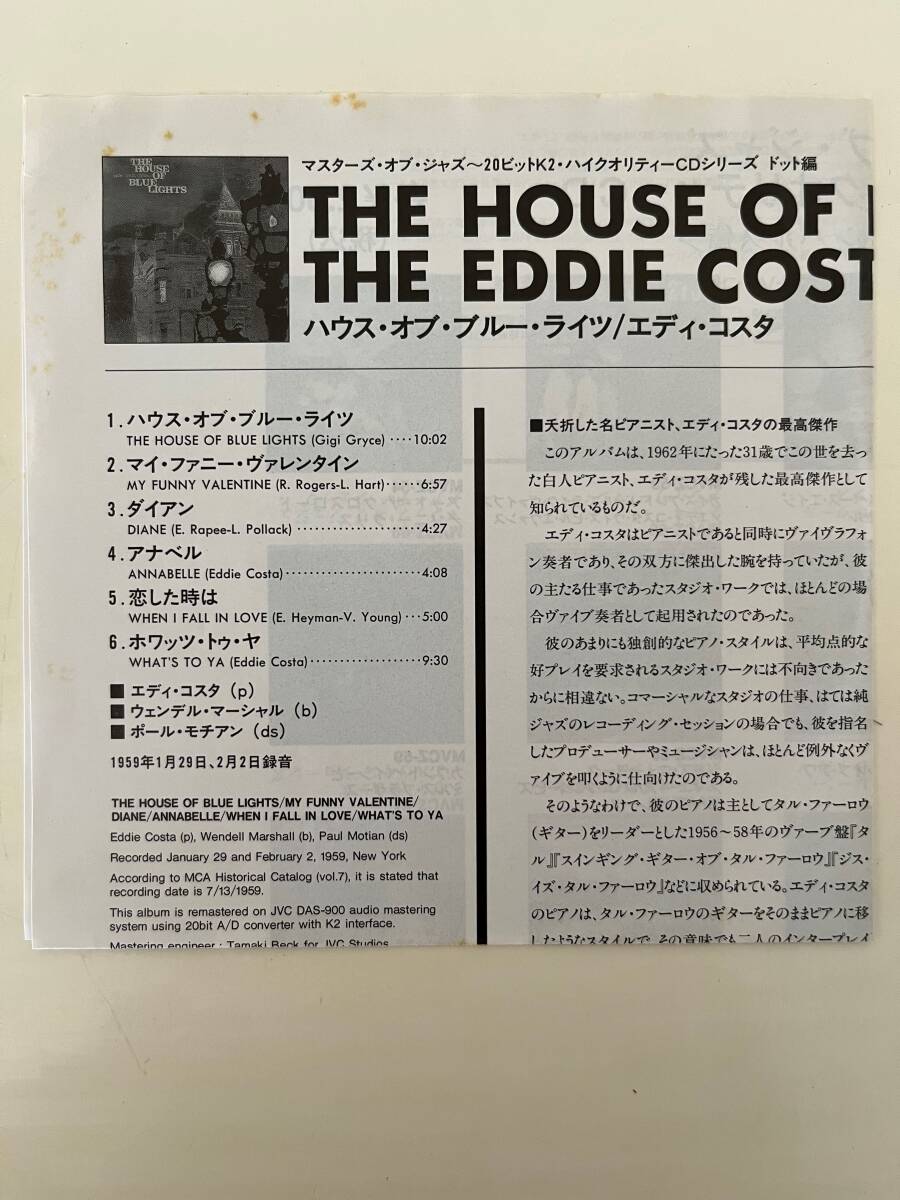 THE
HOUSE
OF
BLUE
LIGHTS
マスターズ・オブ・ジャズ〜20ビットK2・ハイクオリティーCDシリーズ ドット編
THE HOUSE OF
THE EDDIE COST
ハウス・オブ・ブルー・ライツ/エディ・コスタ
1.ハウス・オブ・ブルー・ライツ
THE HOUSE OF BLUE LIGHTS (Gigi Gryce) ････10:02
2.マイ・ファニー・ヴァレンタイン
MY FUNNY VALENTINE (R. Rogers-L. Hart)･･････6:57
3.ダイアン
DIANE (E. Rapee-L. Pollack) ･････････････････････4:27
4.アナベル
ANNABELLE (Eddie Costa)････････････････････････4:08
5.恋した時は
WHEN I FALL IN LOVE (E. Heyman-V. Young) ･･･5:00
6.ホワッツ・トゥ・ヤ
WHAT'S TO YA (Eddie Costa)･･･････････････････9:30
■ エディ・コスタ (p)
■ ウェンデル・マーシャル (b)
■ ポール・モチアン (ds)
1959年1月29日、2月2日録音
THE HOUSE OF BLUE LIGHTS/MY FUNNY VALENTINE/
DIANE/ANNABELLE/WHEN I FALL IN LOVE/WHAT'S TO YA
Eddie Costa (p), Wendell Marshall (b), Paul Motian (ds)
Recorded January 29 and February 2, 1959, New York
According to MCA Historical Catalog (vol.7), it is stated that
recording date is 7/13/1959.
This album is remastered on JVC DAS-900 audio mastering
system using 20bit A/D converter with K2 interface.
Mastering engineer : Tamaki Beck for JVC Studios
■夭折した名ピアニスト、エディ・コスタの最高傑作
このアルバムは、1962年にたった31歳でこの世を去っ
た白人ピアニスト、エディ・コスタが残した最高傑作として
知られているものだ。
エディ・コスタはピアニストであると同時にヴァイヴラフォ
ン奏者であり、その双方に傑出した腕を持っていたが、彼
の主たる仕事であったスタジオ・ワークでは、ほとんどの場
合ヴァイブ奏者として起用されたのであった。
彼のあまりにも独創的なピアノ・スタイルは、平均点的な
好プレイを要求されるスタジオ・ワークには不向きであった
からに相違ない。コマーシャルなスタジオの仕事、はては純
ジャズのレコーディング・セッションの場合でも、彼を指名
したプロデューサーやミュージシャンは、ほとんど例外なくヴ
ァイブを叩くように仕向けたのである。
そのようなわけで、彼のピアノは主としてタル・ファーロウ
(ギター)をリーダーとした1956〜58年のヴァーブ盤『タ
ル』『スインギング・ギター・オブ・タル・ファーロウ』『ジス・
イズ・タル・ファーロウ』などに収められている。エディ・コスタ
のピアノは、タル・ファーロウのギターをそのままピアノに移
したようなスタイルで、その意味でも二人のインタープレイ